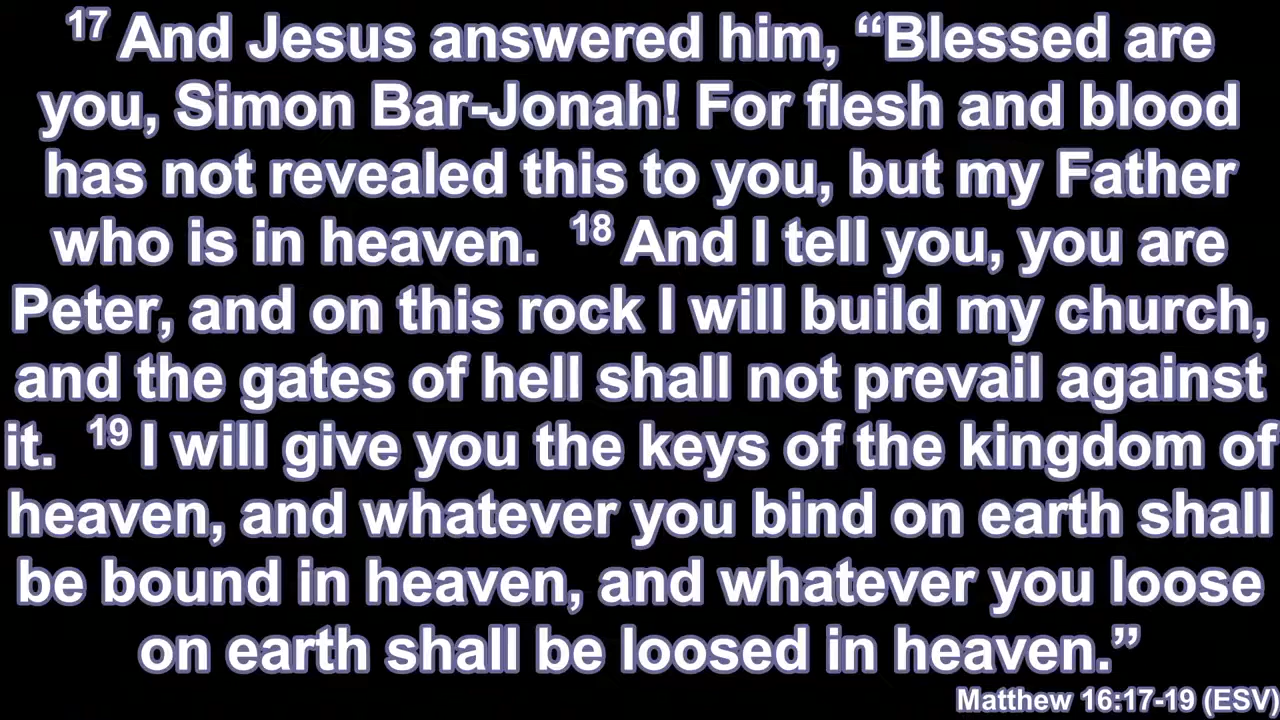 17 And Jesus answered him, “Blessed are
you, Simon Bar-Jonah! For flesh and blood
has not revealed this to you, but my Father
who is in heaven. 18 And I tell you, you are
Peter, and on this rock I will build my church,
and the gates of hell shall not prevail against
it. 19 I will give you the keys of the kingdom of
heaven, and whatever you bind on earth shall
be bound in heaven, and whatever you loose
on earth shall be loosed in heaven.”
Matthew 16:17-19 (ESV)